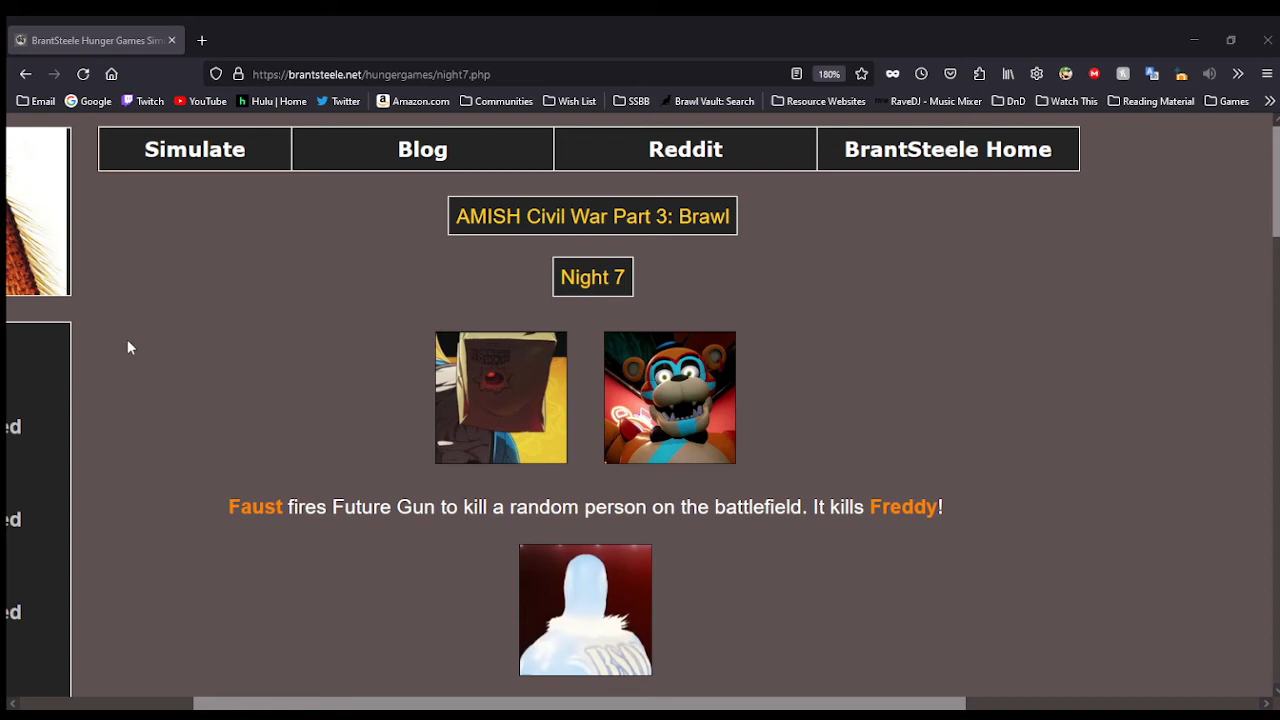 BrantSteele Hunger Games Sim
https://brantsteele.net/hungergames/night7.php
180%
Email Google Twitch YouTube Hulu | Home Twitter Amazon.com Communities Wish List SSBB Brawl Vault: Search Resource Websites RaveDJ - Music Mixer DnD Watch This Reading Material Games
Simulate Blog Reddit BrantSteele Home
AMISH Civil War Part 3: Brawl
Night 7
ed
Faust fires Future Gun to kill a random person on the battlefield. It kills Freddy!
ed
ed